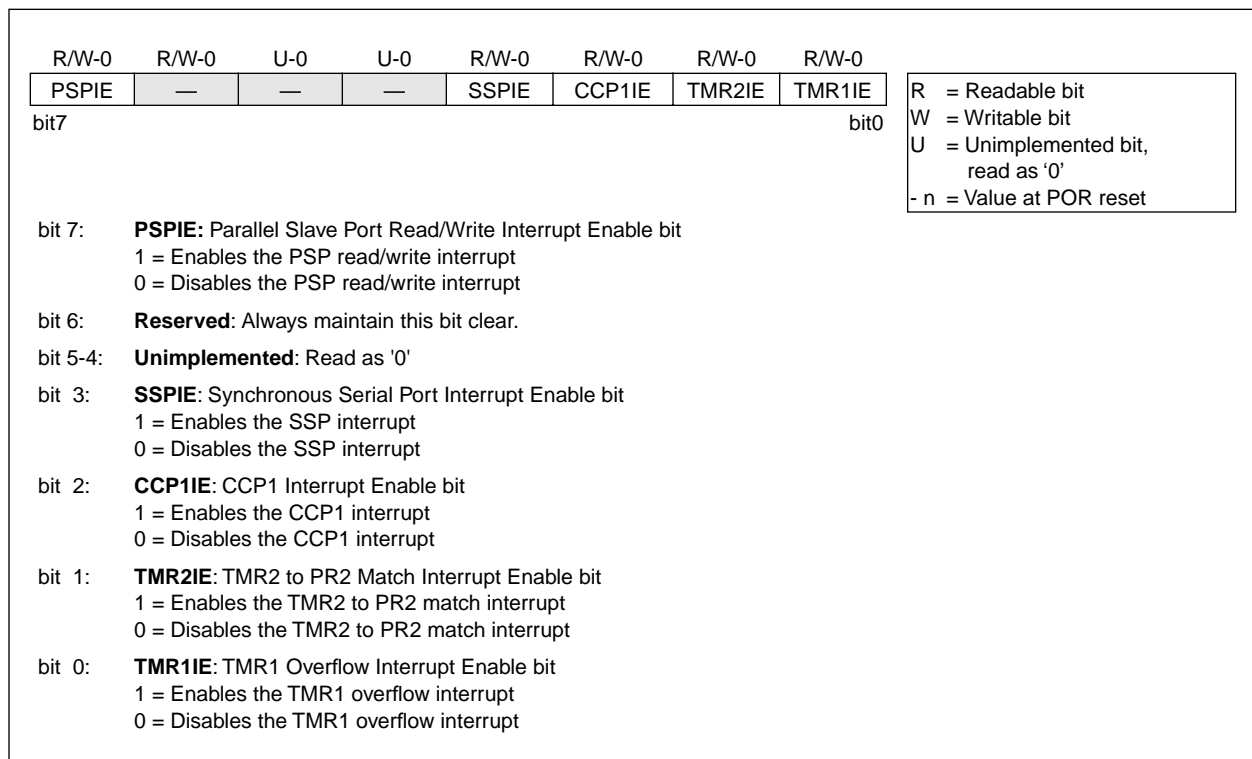 R/W-0 R/W-0 U-0 U-0 R/W-0 R/W-0 R/W-0 R/W-0
PSPIE — — — SSPIE CCP1IE TMR2IE TMR1IE
bit7 bit0
R = Readable bit
W = Writable bit
U = Unimplemented bit,
read as ‘0’
- n = Value at POR reset
bit 7: PSPIE: Parallel Slave Port Read/Write Interrupt Enable bit
1 = Enables the PSP read/write interrupt
0 = Disables the PSP read/write interrupt
bit 6: Reserved: Always maintain this bit clear.
bit 5-4: Unimplemented: Read as '0'
bit 3: SSPIE: Synchronous Serial Port Interrupt Enable bit
1 = Enables the SSP interrupt
0 = Disables the SSP interrupt
bit 2: CCP1IE: CCP1 Interrupt Enable bit
1 = Enables the CCP1 interrupt
0 = Disables the CCP1 interrupt
bit 1: TMR2IE: TMR2 to PR2 Match Interrupt Enable bit
1 = Enables the TMR2 to PR2 match interrupt
0 = Disables the TMR2 to PR2 match interrupt
bit 0: TMR1IE: TMR1 Overflow Interrupt Enable bit
1 = Enables the TMR1 overflow interrupt
0 = Disables the TMR1 overflow interrupt